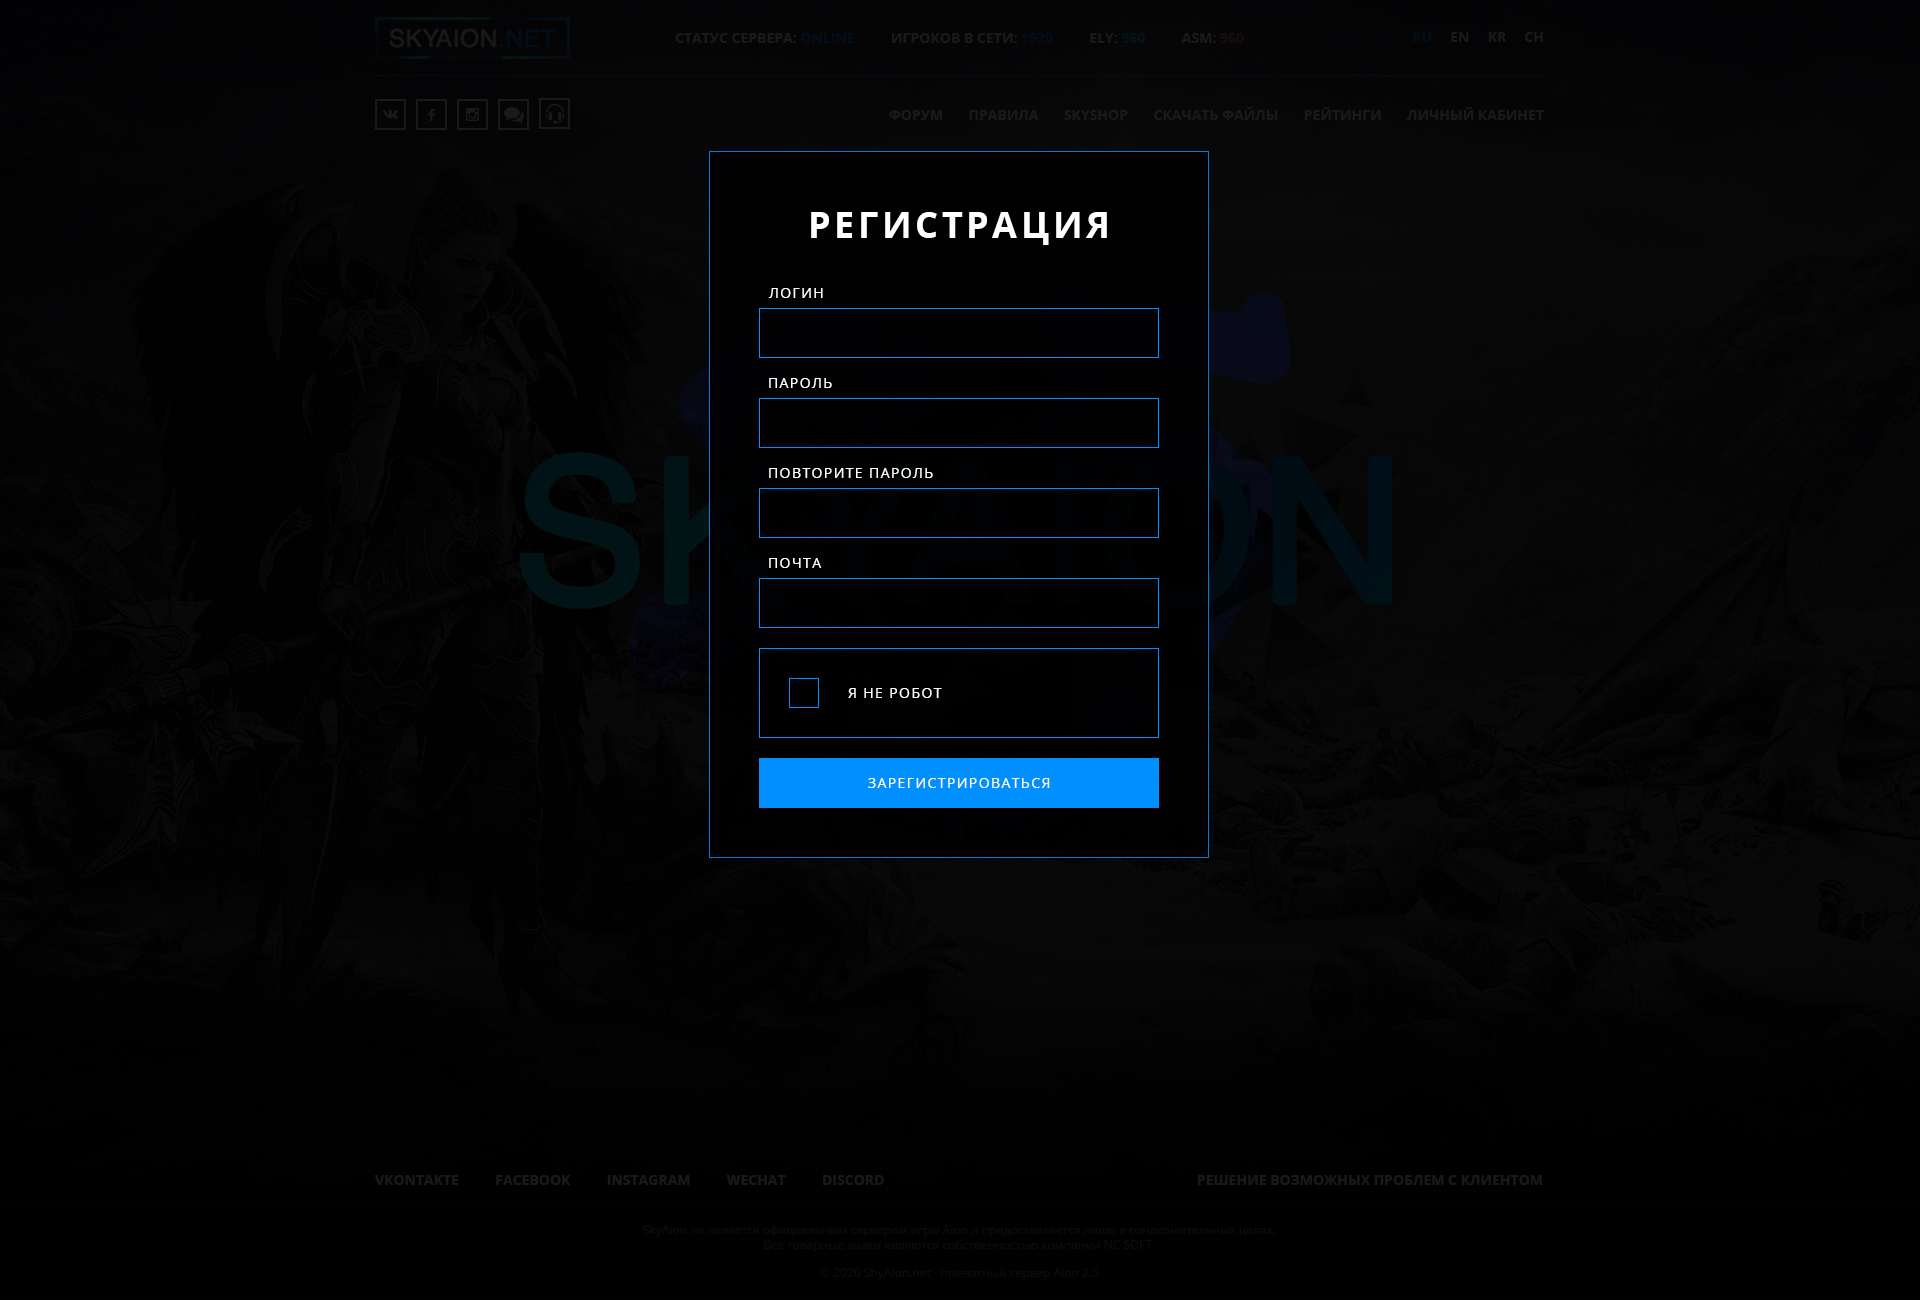 SKYAION.NET
СТАТУС СЕРВЕРА: ONLINE ИГРОКОВ В СЕТИ: 1920 ELY: 960 ASM: 960 RU EN KR CH
ФОРУМ ПРАВИЛА SKYSHOP СКАЧАТЬ ФАЙЛЫ РЕЙТИНГИ ЛИЧНЫЙ КАБИНЕТ
РЕГИСТРАЦИЯ
ЛОГИН
ПАРОЛЬ
ПОВТОРИТЕ ПАРОЛЬ
SKYAION
ПОЧТА
Я НЕ РОБОТ
ЗАРЕГИСТРИРОВАТЬСЯ
VKONTAKTE FACEBOOK INSTAGRAM WECHAT DISCORD РЕШЕНИЕ ВОЗМОЖНЫХ ПРОБЛЕМ С КЛИЕНТОМ
SkyAion не является официальным сервером игры Aion и предоставляется лишь в ознакомительных целях.
Все товарные знаки являются собственностью компании NC SOFT.
© 2020 ShyAion.net - приватный сервер Aion 2.5